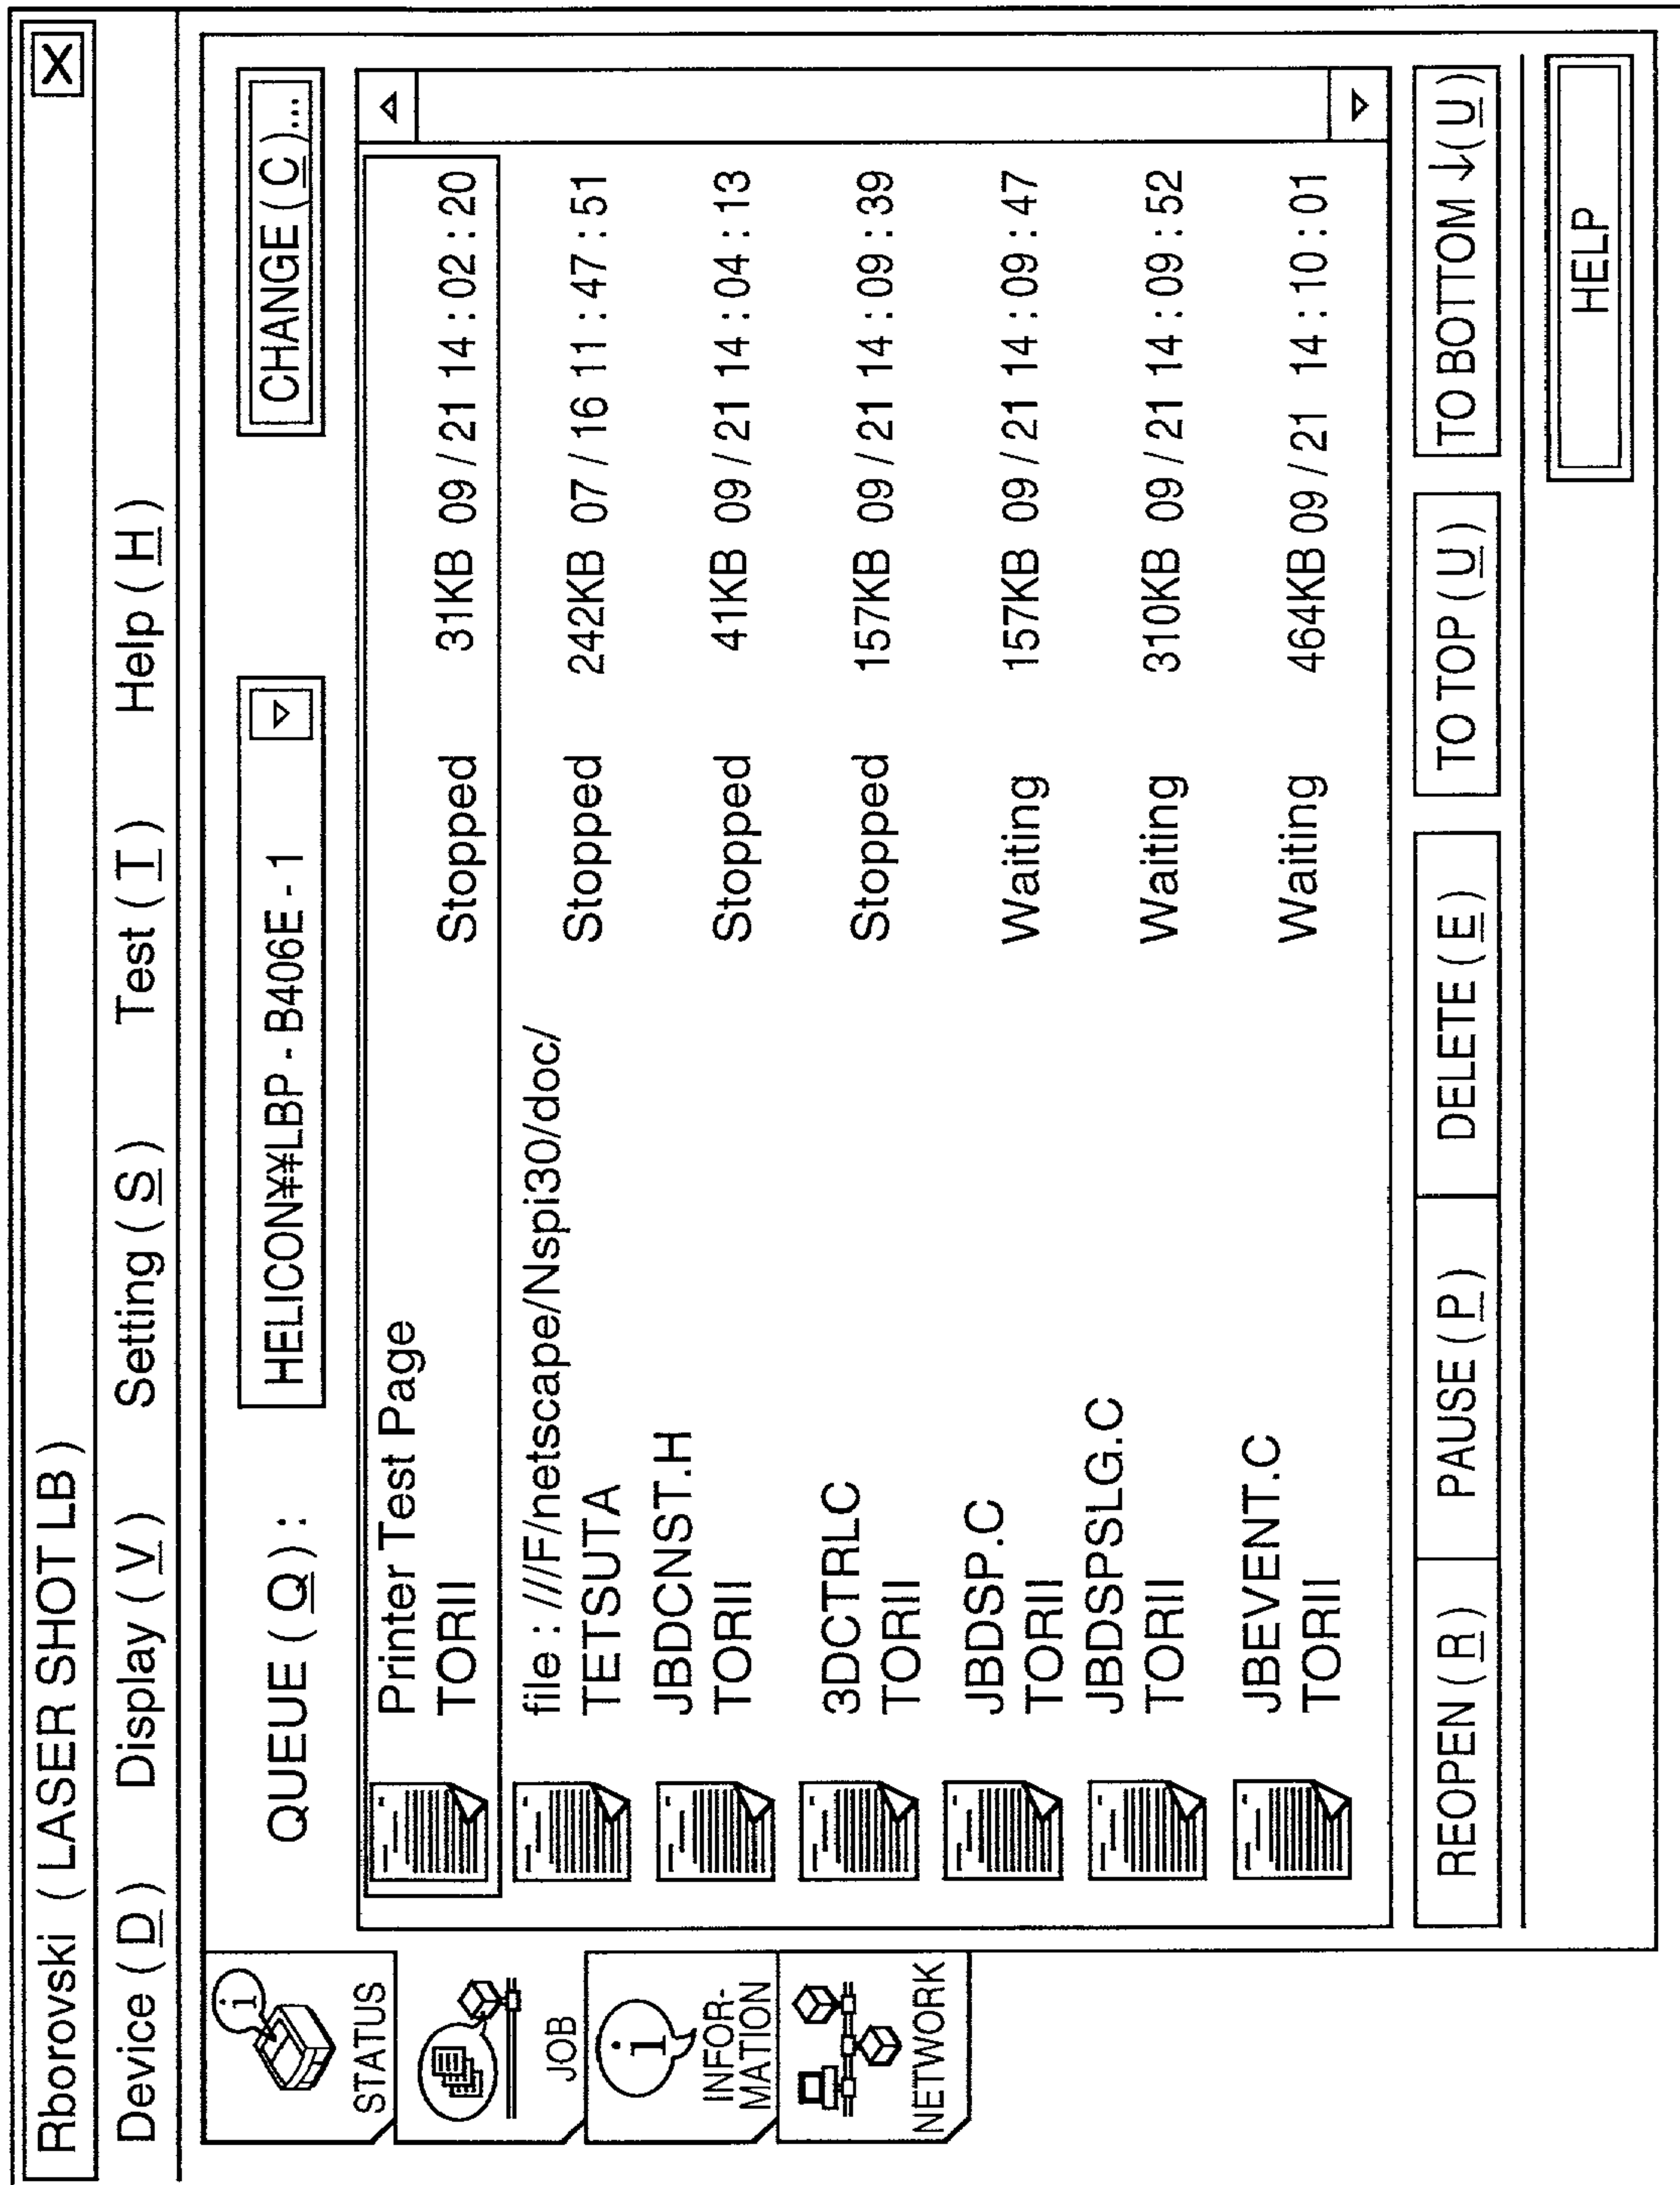 Rborovski ( LASER SHOT LB )
X
Device ( D ) Display ( V ) Setting ( S ) Test ( T ) Help ( H )
QUEUE ( Q ) : HELICON¥¥LBP - B406E - 1 CHANGE ( C )...
STATUS
JOB
INFOR-
MATION
NETWORK
Printer Test Page
TORII Stopped 31KB 09 / 21 14 : 02 : 20
file : ///F/netscape/Nspi30/doc/
TETSUTA Stopped 242KB 07 / 16 11 : 47 : 51
JBDCNST.H
TORII Stopped 41KB 09 / 21 14 : 04 : 13
3DCTRLC
TORII Stopped 157KB 09 / 21 14 : 09 : 39
JBDSP.C
TORII Waiting 157KB 09 / 21 14 : 09 : 47
JBDSPSLG.C
TORII Waiting 310KB 09 / 21 14 : 09 : 52
JBEVENT.C
TORII Waiting 464KB 09 / 21 14 : 10 : 01
REOPEN ( R ) PAUSE ( P ) DELETE ( E ) TO TOP ( U ) TO BOTTOM ↓( U )
HELP